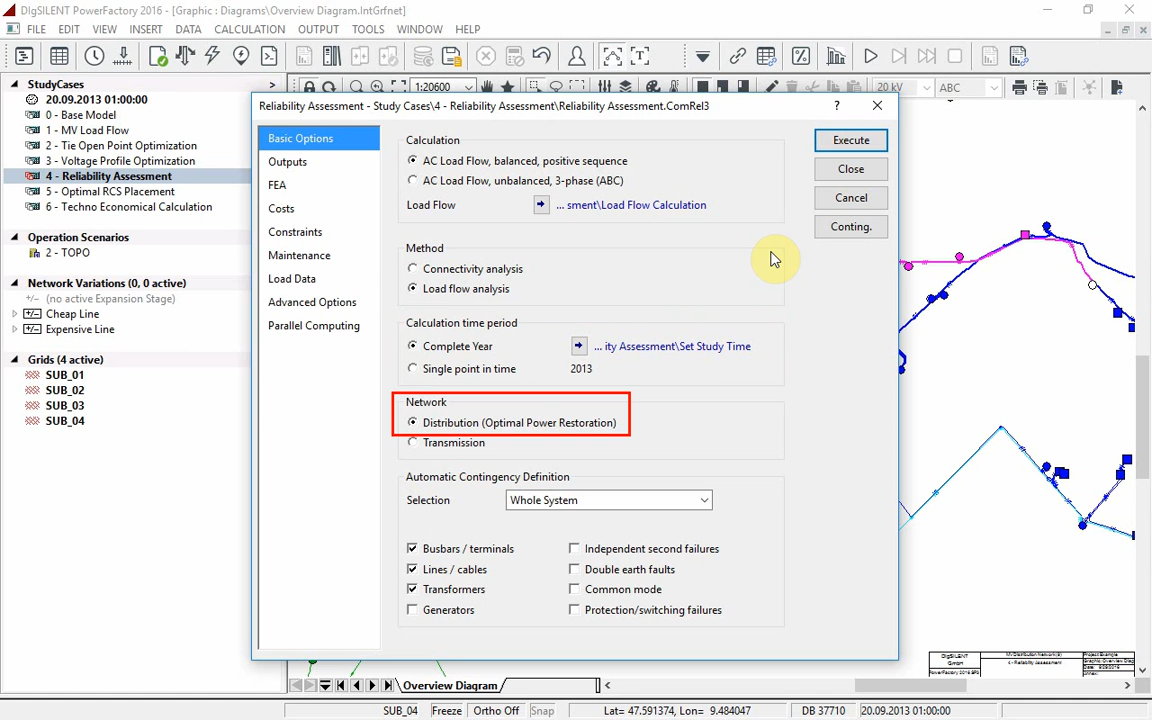 DIgSILENT PowerFactory 2016 - [Graphic : Diagrams\Overview Diagram.IntGrfnet]
FILE EDIT VIEW INSERT DATA CALCULATION OUTPUT TOOLS WINDOW HELP
StudyCases >
20.09.2013 01:00:00
0 - Base Model
1 - MV Load Flow
2 - Tie Open Point Optimization
3 - Voltage Profile Optimization
4 - Reliability Assessment
5 - Optimal RCS Placement
6 - Techno Economical Calculation
Operation Scenarios
2 - TOPO
Network Variations (0, 0 active)
(no active Expansion Stage)
Cheap Line
Expensive Line
Grids (4 active)
SUB_01
SUB_02
SUB_03
SUB_04
1:20600
20 kV
ABC
Reliability Assessment - Study Cases\4 - Reliability Assessment\Reliability Assessment.ComRel3 ?
Basic Options
Outputs
FEA
Costs
Constraints
Maintenance
Load Data
Advanced Options
Parallel Computing
Calculation
AC Load Flow, balanced, positive sequence
AC Load Flow, unbalanced, 3-phase (ABC)
Load Flow ... sment\Load Flow Calculation
Method
Connectivity analysis
Load flow analysis
Calculation time period
Complete Year ... ity Assessment\Set Study Time
Single point in time 2013
Network
Distribution (Optimal Power Restoration)
Transmission
Automatic Contingency Definition
Selection Whole System
Busbars / terminals Independent second failures
Lines / cables Double earth faults
Transformers Common mode
Generators Protection/switching failures
Execute
Close
Cancel
Conting.
DIgSILENT
Overview Diagram
SUB_04 Freeze Ortho Off Snap Lat= 47.591374, Lon= 9.484047 DB 37710 20.09.2013 01:00:00